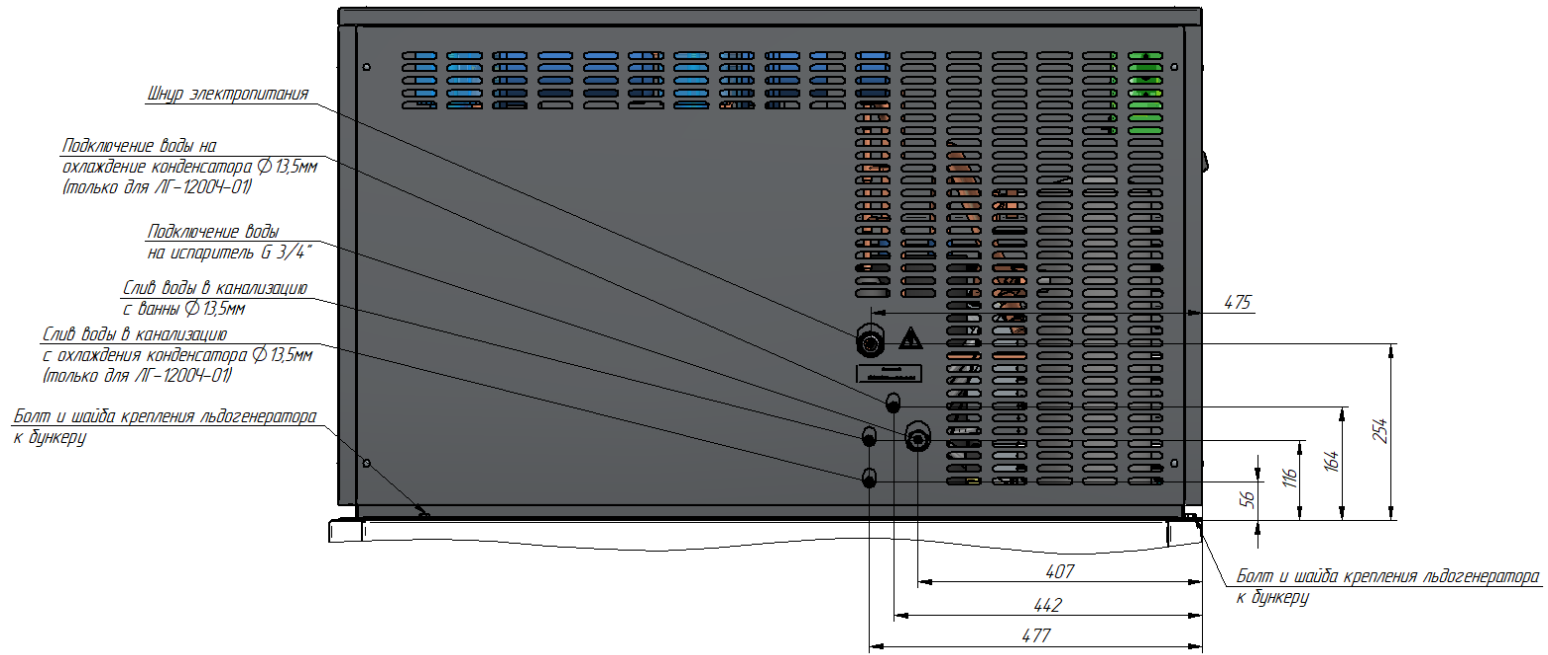 Шнур электропитания
Подключение воды на
охлаждение конденсатора Ø 13,5мм
(только для ЛГ-1200Ч-01)
Подключение воды
на испаритель G 3/4"
Слив воды в канализацию
с ванны Ø 13,5мм
Слив воды в канализацию
с охлаждения конденсатора Ø 13,5мм
(только для ЛГ-1200Ч-01)
Болт и шайба крепления льдогенератора
к бункеру
475
254
164
116
56
407
442
477
Болт и шайба крепления льдогенератора
к бункеру